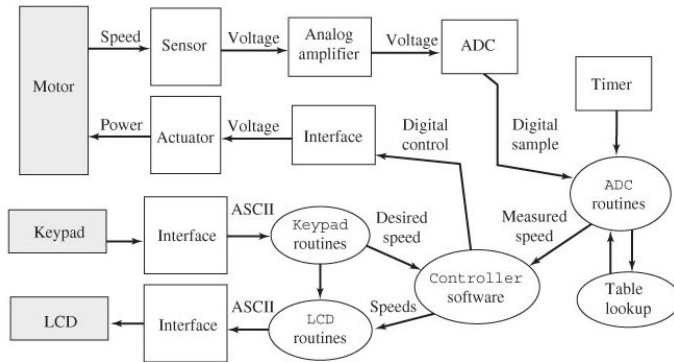 Speed
Voltage
Voltage
Motor
Sensor
Analog
amplifier
ADC
Timer
Power
Voltage
Digital
control
Digital
sample
Actuator
Interface
ADC
routines
ASCII
Desired
speed
Measured
speed
Keypad
Interface
Keypad
routines
Controller
software
Table
lookup
ASCII
Speeds
LCD
Interface
LCD
routines